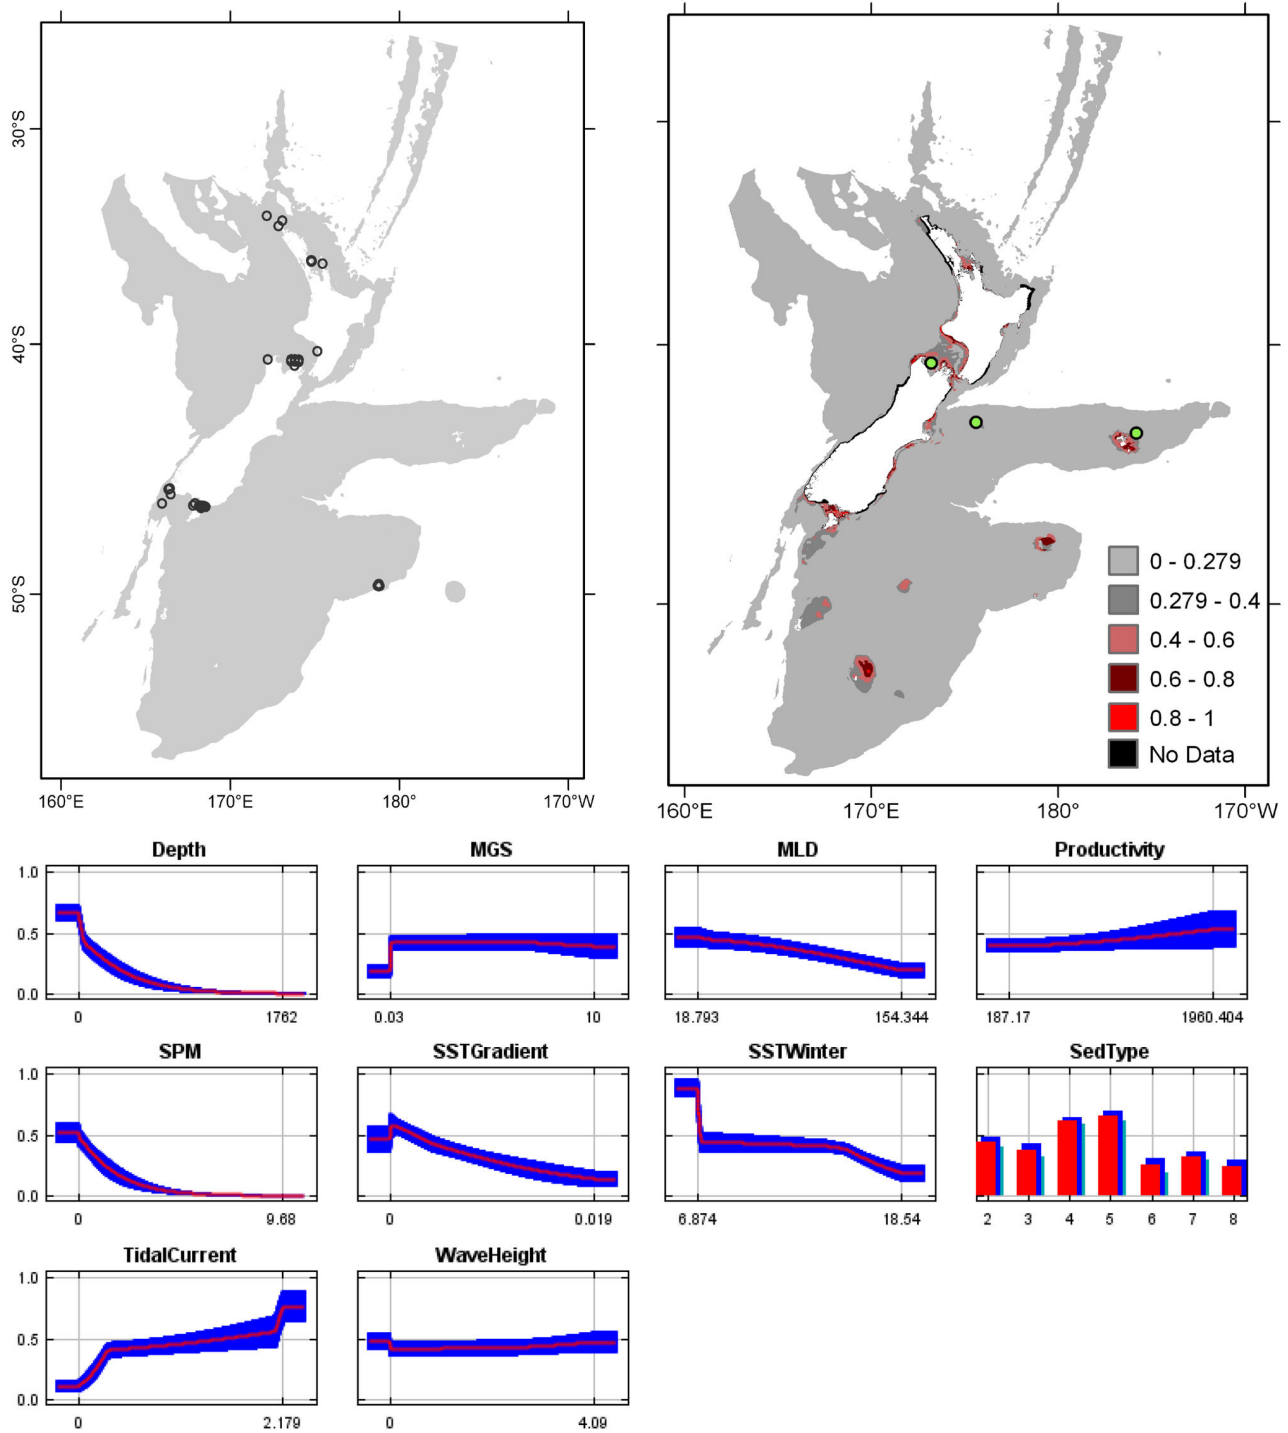 30°S
40°S
50°S
160°E 170°E 180° 170°W
0 - 0.279
0.279 - 0.4
0.4 - 0.6
0.6 - 0.8
0.8 - 1
No Data
160°E 170°E 180° 170°W
Depth MGS MLD Productivity
1.0
0.5
0.0
0 1762 0.03 10 18.793 154.344 187.17 1960.404
SPM SSTGradient SSTWinter SedType
1.0
0.5
0.0
0 9.68 0 0.019 6.874 18.54 2 3 4 5 6 7 8
TidalCurrent WaveHeight
1.0
0.5
0.0
0 2.179 0 4.09